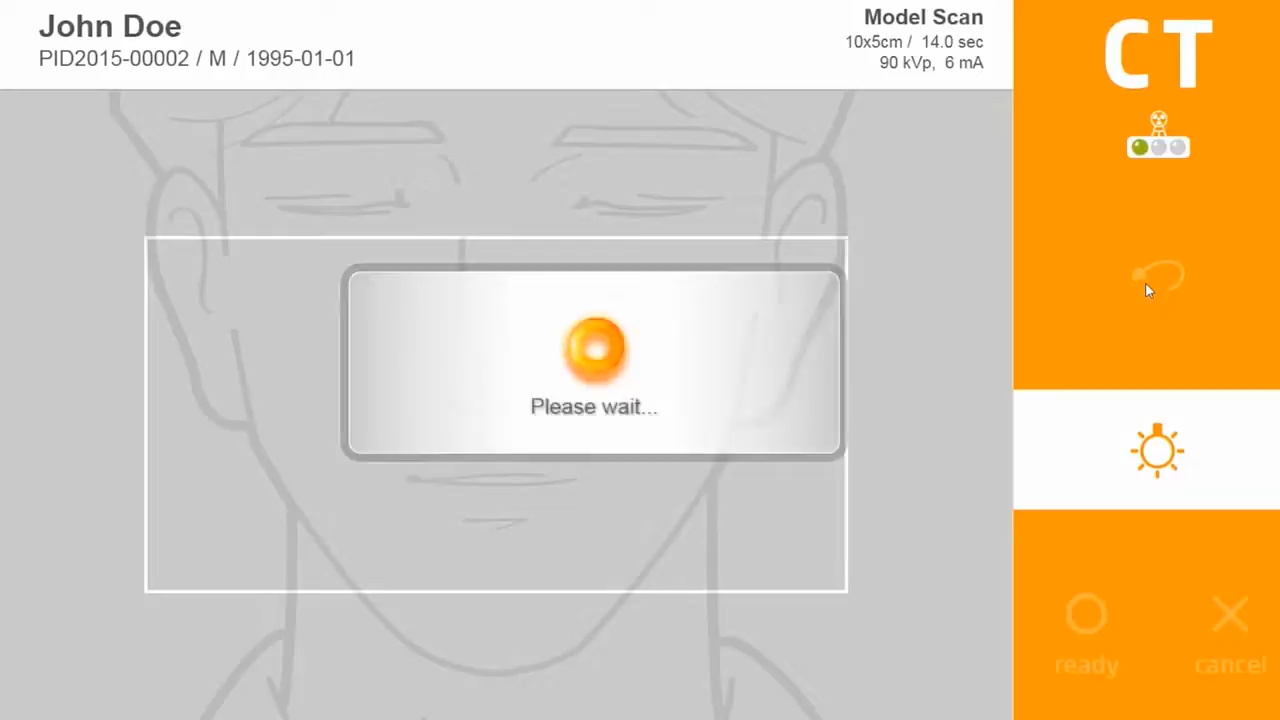 John Doe
PID2015-00002 / M / 1995-01-01
Model Scan
10x5cm / 14.0 sec
90 kVp, 6 mA
CT
Please wait...
ready
cancel